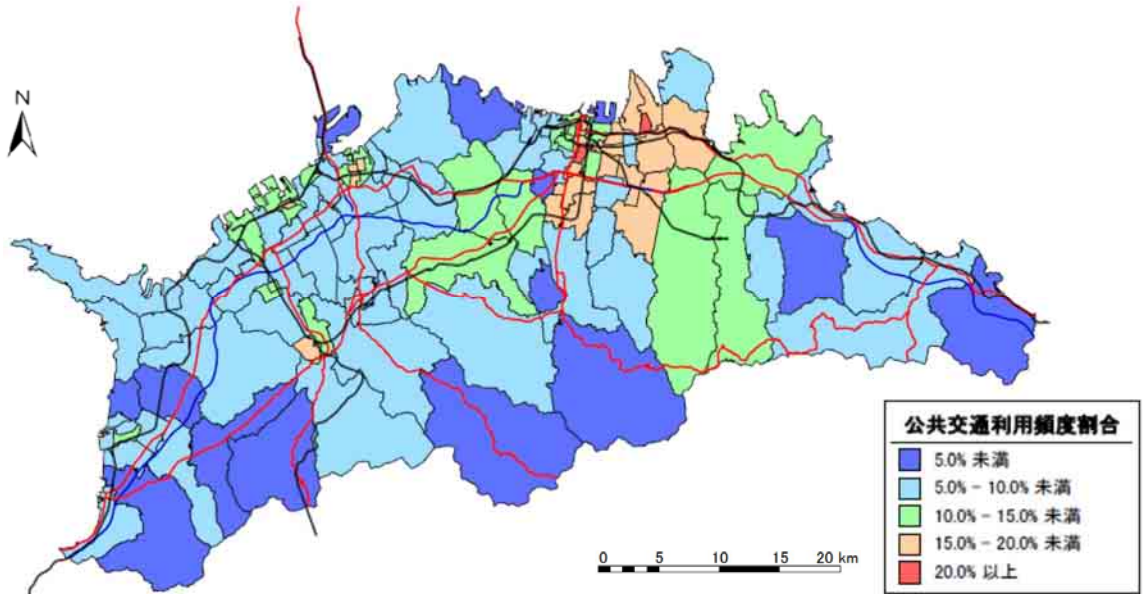 N
公共交通利用頻度割合
5.0% 未満
5.0% - 10.0% 未満
10.0% - 15.0% 未満
15.0% - 20.0% 未満
20.0% 以上
0 5 10 15 20 km